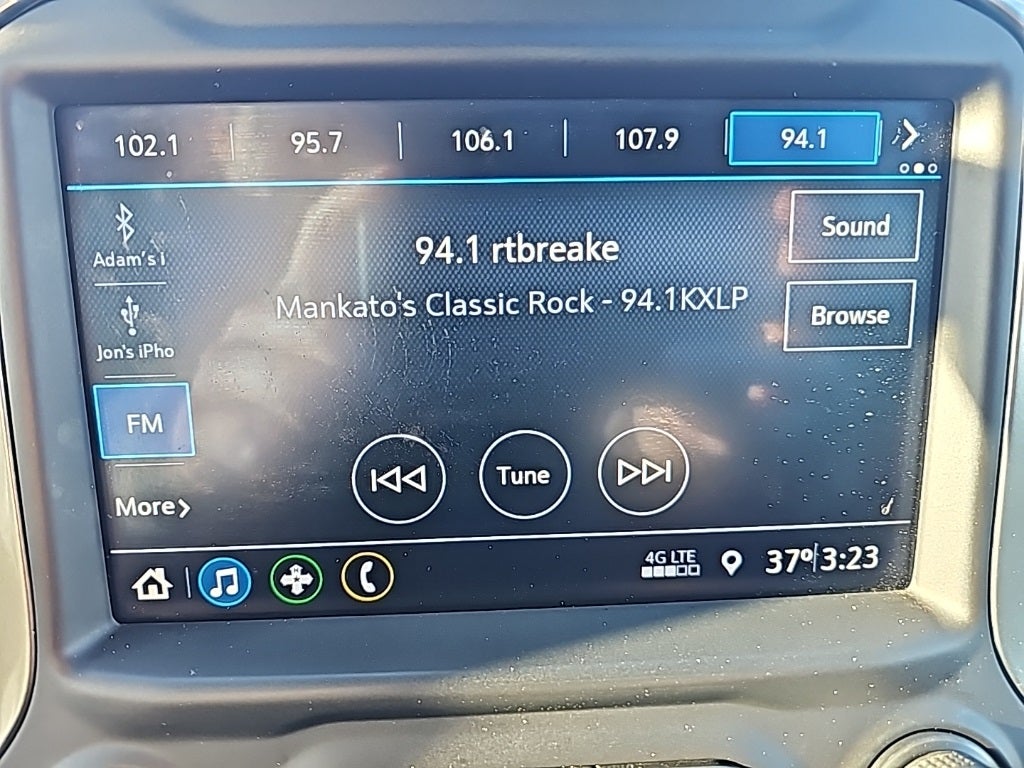 102.1 95.7 106.1 107.9 94.1
Adam's i
94.1 rtbreake
Sound
Mankato's Classic Rock - 94.1KXLP
Browse
Jon's iPho
FM
Tune
More
4G LTE
37° 3:23